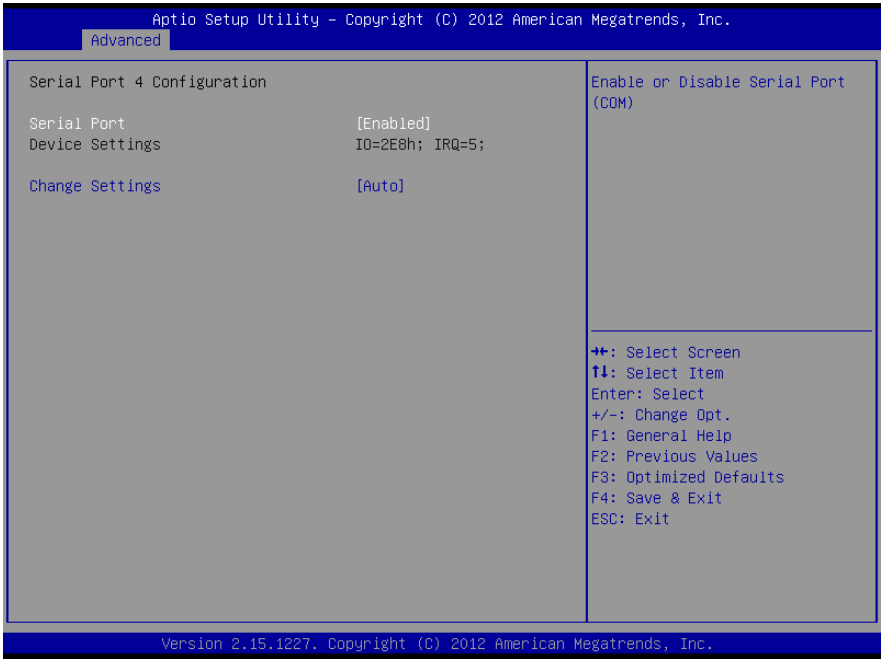 Aptio Setup Utility – Copyright (C) 2012 American Megatrends, Inc.
Advanced
Serial Port 4 Configuration
Serial Port [Enabled]
Device Settings IO=2E8h; IRQ=5;
Change Settings [Auto]
Enable or Disable Serial Port
(COM)
→←: Select Screen
↑↓: Select Item
Enter: Select
+/-: Change Opt.
F1: General Help
F2: Previous Values
F3: Optimized Defaults
F4: Save & Exit
ESC: Exit
Version 2.15.1227. Copyright (C) 2012 American Megatrends, Inc.